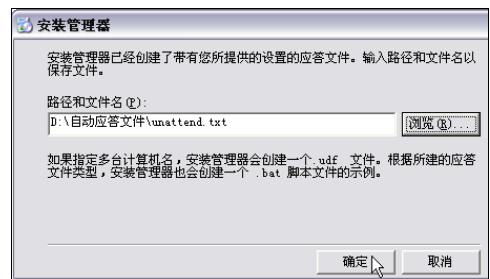 安装管理器
安装管理器已经创建了带有您所提供的设置的应答文件。输入路径和文件名以
保存文件。
路径和文件名(P):
D:\自动应答文件\unattend.txt
浏览(R)...
如果指定多台计算机名，安装管理器会创建一个.udf 文件。根据所建的应答
文件类型，安装管理器也会创建一个 .bat 脚本文件的示例。
确定
取消